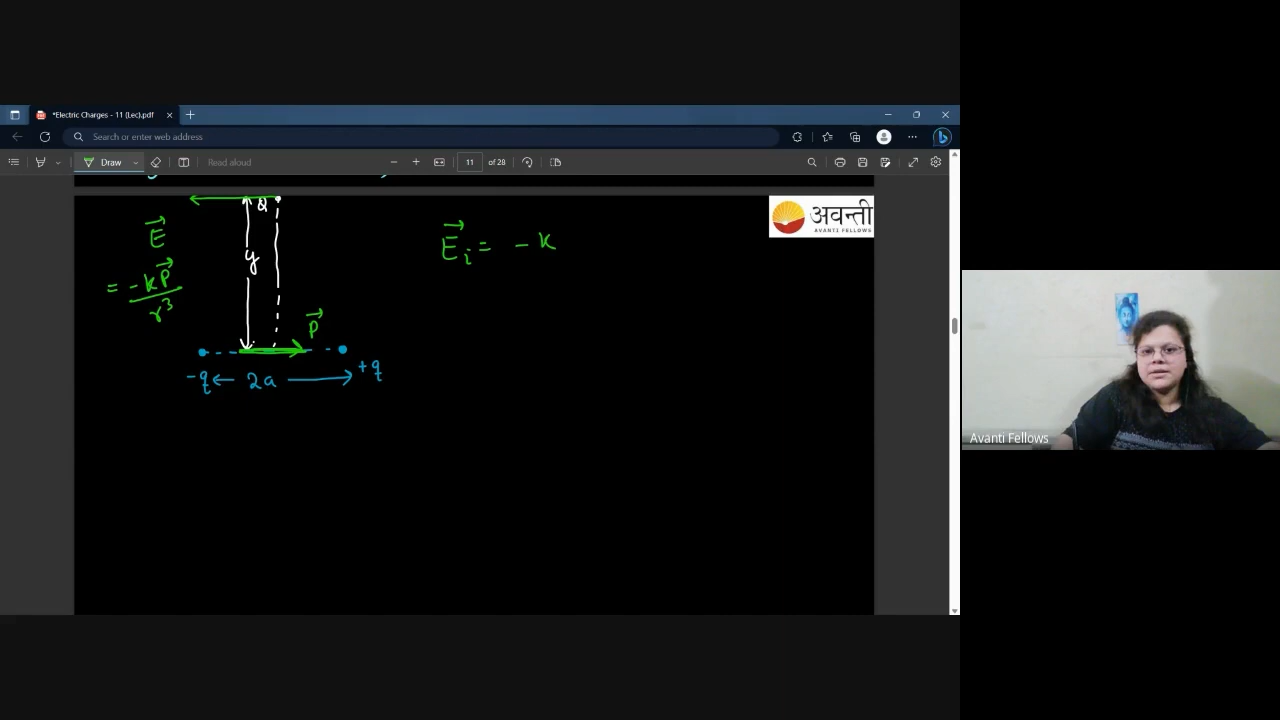 *Electric Charges - 11 (Lec).pdf
Search or enter web address
Draw
Read aloud
11 of 28
अवन्ती
AVANTI FELLOWS
Q
E⃗
y
E⃗i = - K
= -kP⃗/r³
P⃗
-q ← 2a → +q
Avanti Fellows